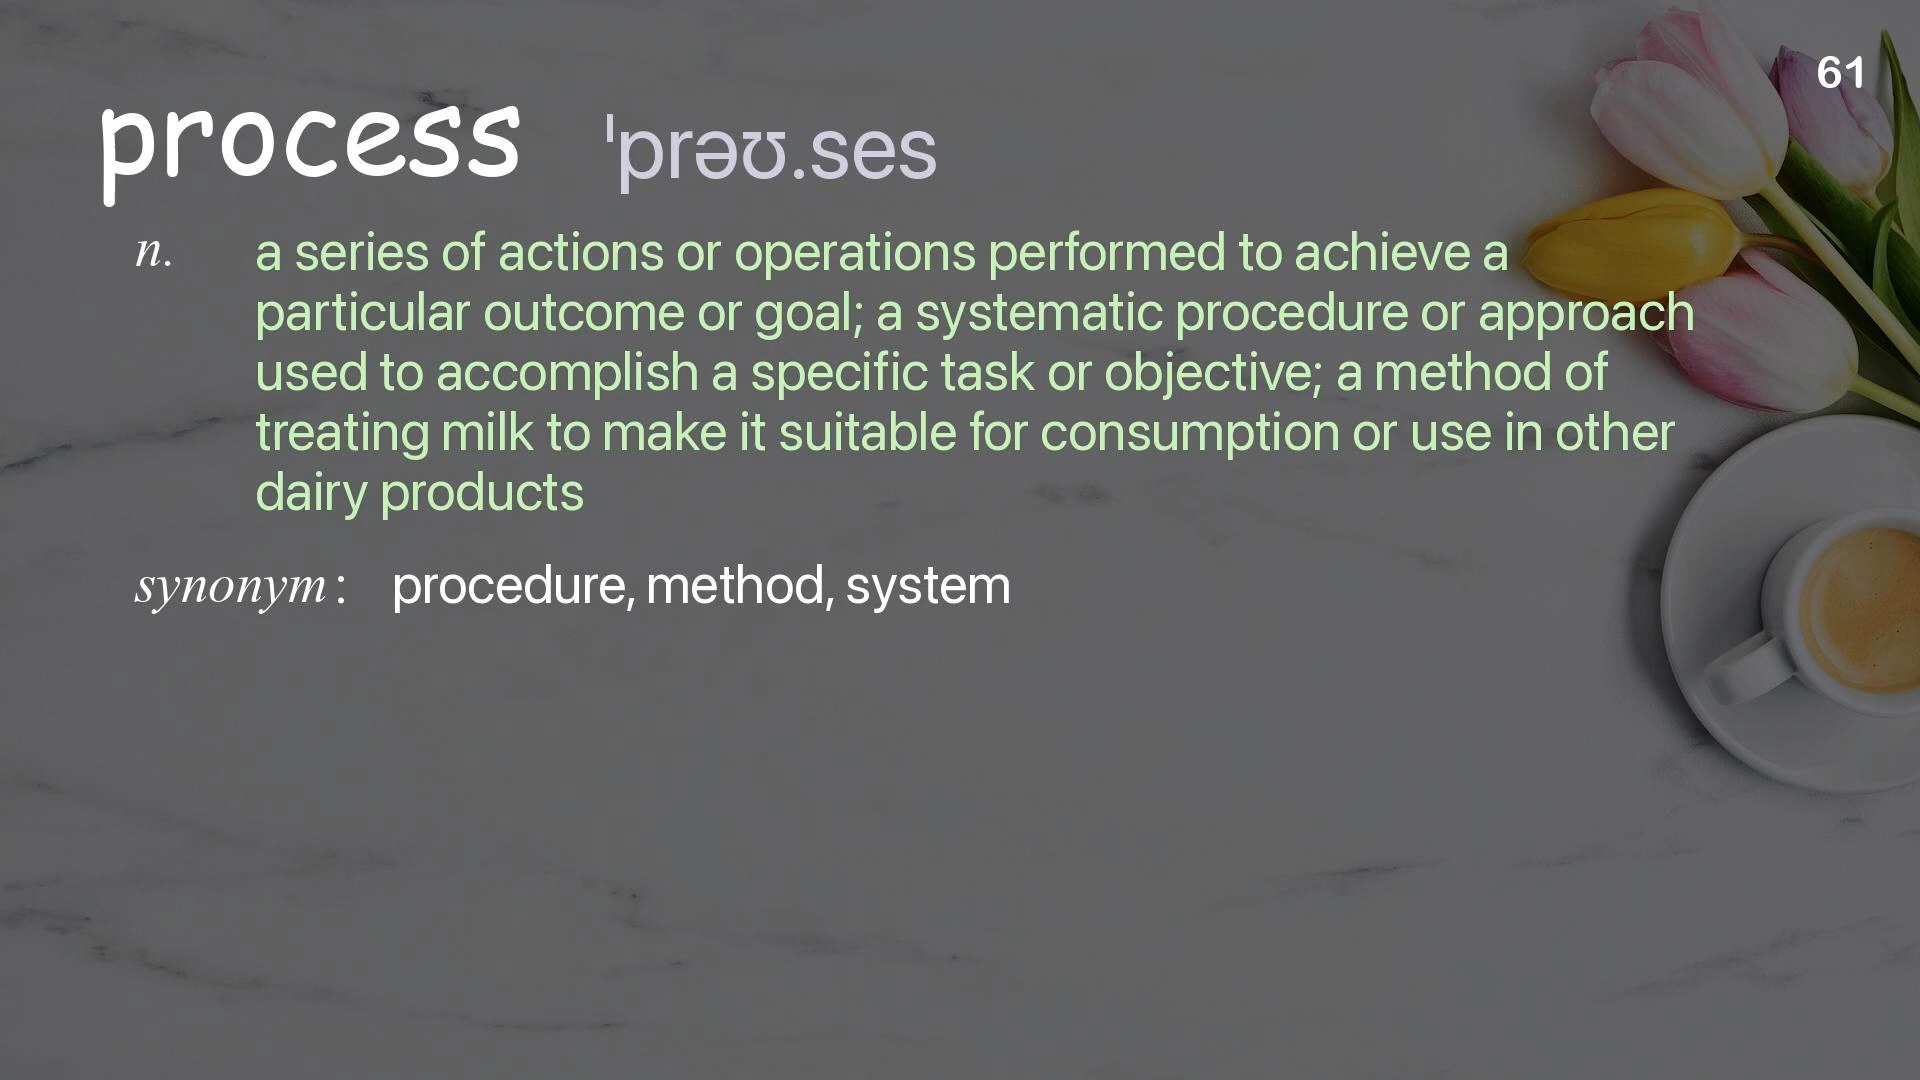 61
process ˈprəʊ.ses
n. a series of actions or operations performed to achieve a
particular outcome or goal; a systematic procedure or approach
used to accomplish a specific task or objective; a method of
treating milk to make it suitable for consumption or use in other
dairy products
synonym: procedure, method, system